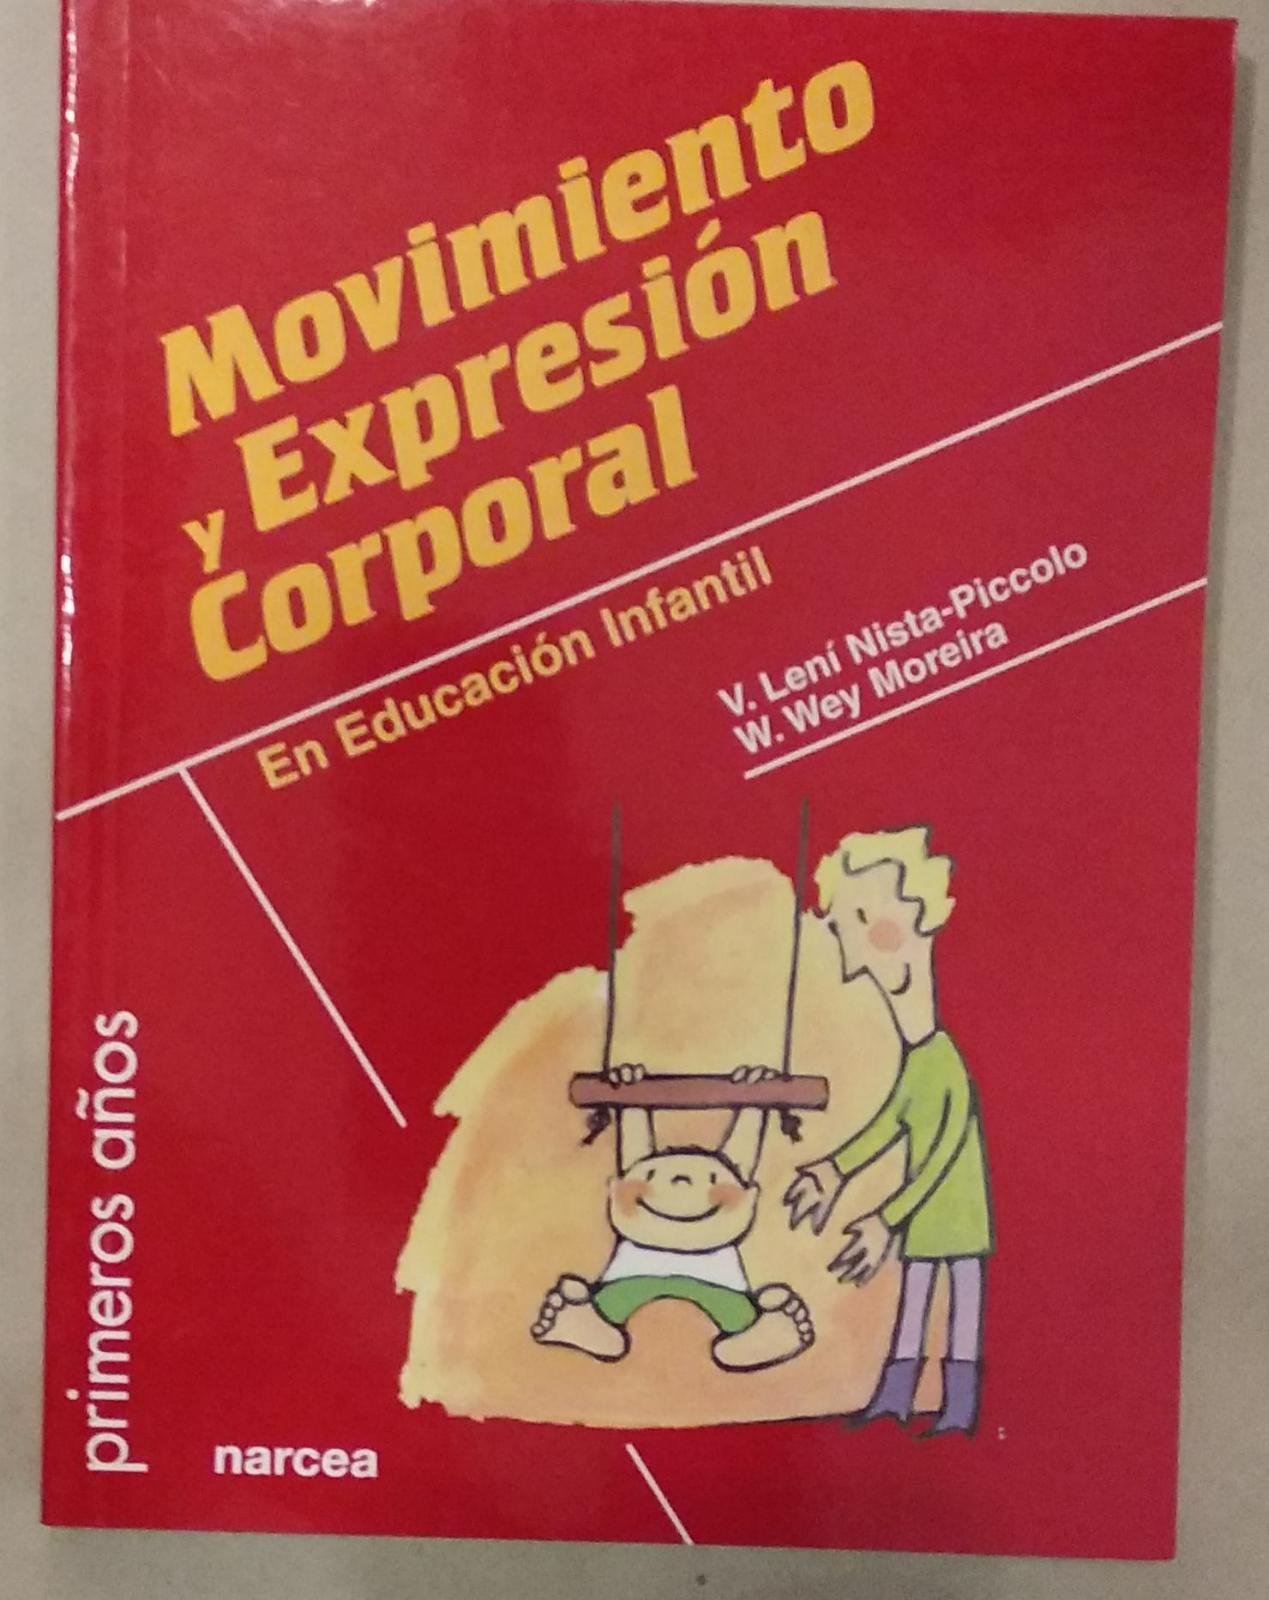 Movimiento
y Expresión
Corporal
En Educación Infantil
V. Lení Nista-Piccolo
W. Wey Moreira
primeros años
narcea